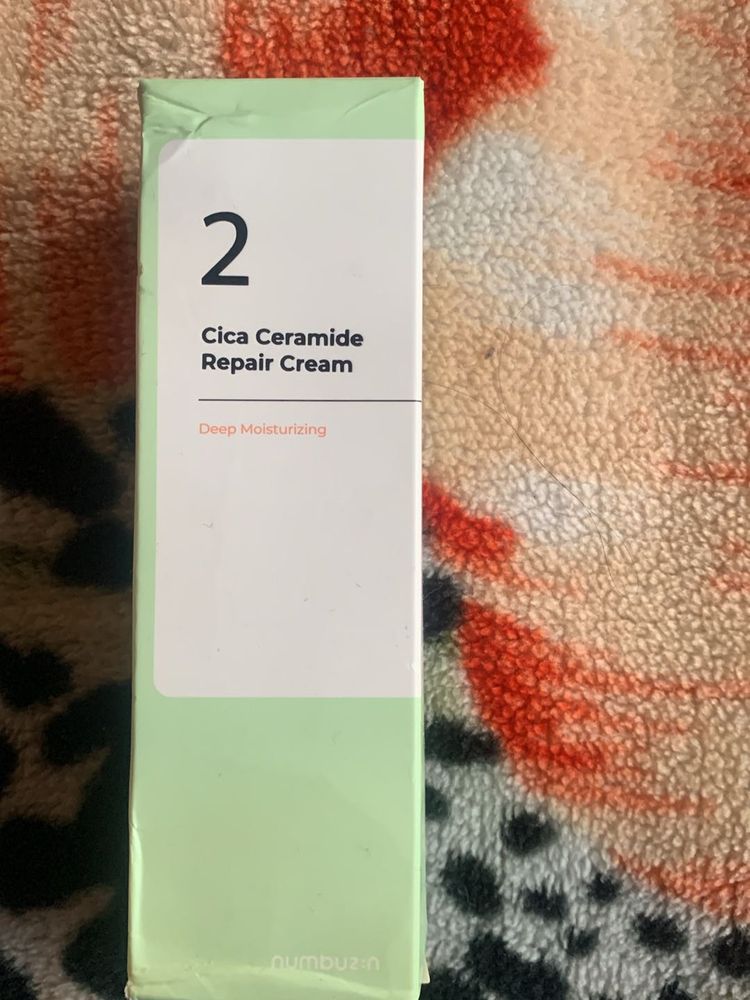 2
Cica Ceramide
Repair Cream
Deep Moisturizing
numbuz:n